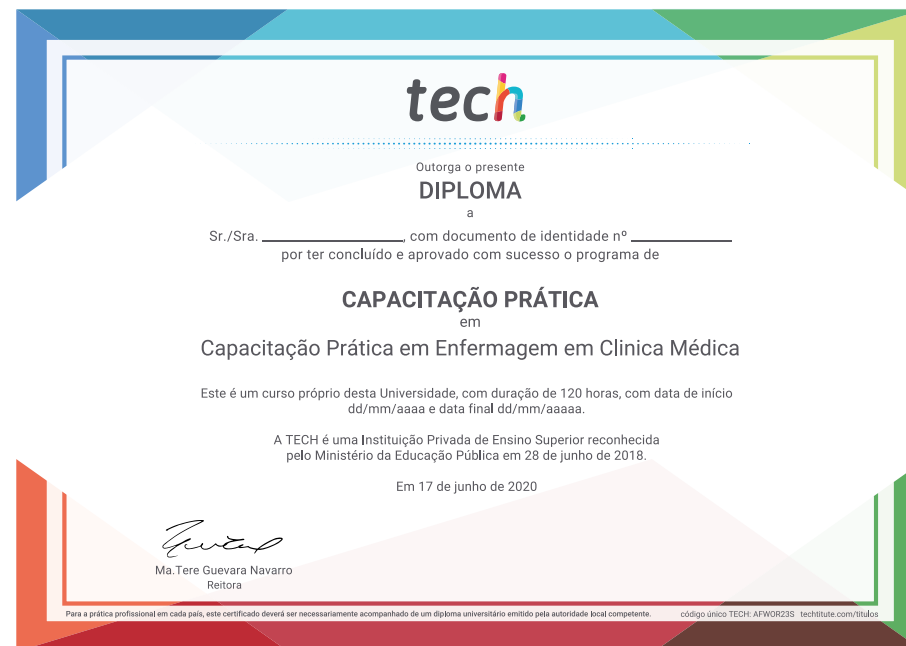 tech
Outorga o presente
DIPLOMA
a
Sr./Sra. __________________, com documento de identidade nº _____________
por ter concluído e aprovado com sucesso o programa de
CAPACITAÇÃO PRÁTICA
em
Capacitação Prática em Enfermagem em Clinica Médica
Este é um curso próprio desta Universidade, com duração de 120 horas, com data de início
dd/mm/aaaa e data final dd/mm/aaaaa.
A TECH é uma Instituição Privada de Ensino Superior reconhecida
pelo Ministério da Educação Pública em 28 de junho de 2018.
Em 17 de junho de 2020
Ma.Tere Guevara Navarro
Reitora
Para a prática profissional em cada país, este certificado deverá ser necessariamente acompanhado de um diploma universitário emitido pela autoridade local competente. código único TECH: AFWOR23S techtitute.com/titulos